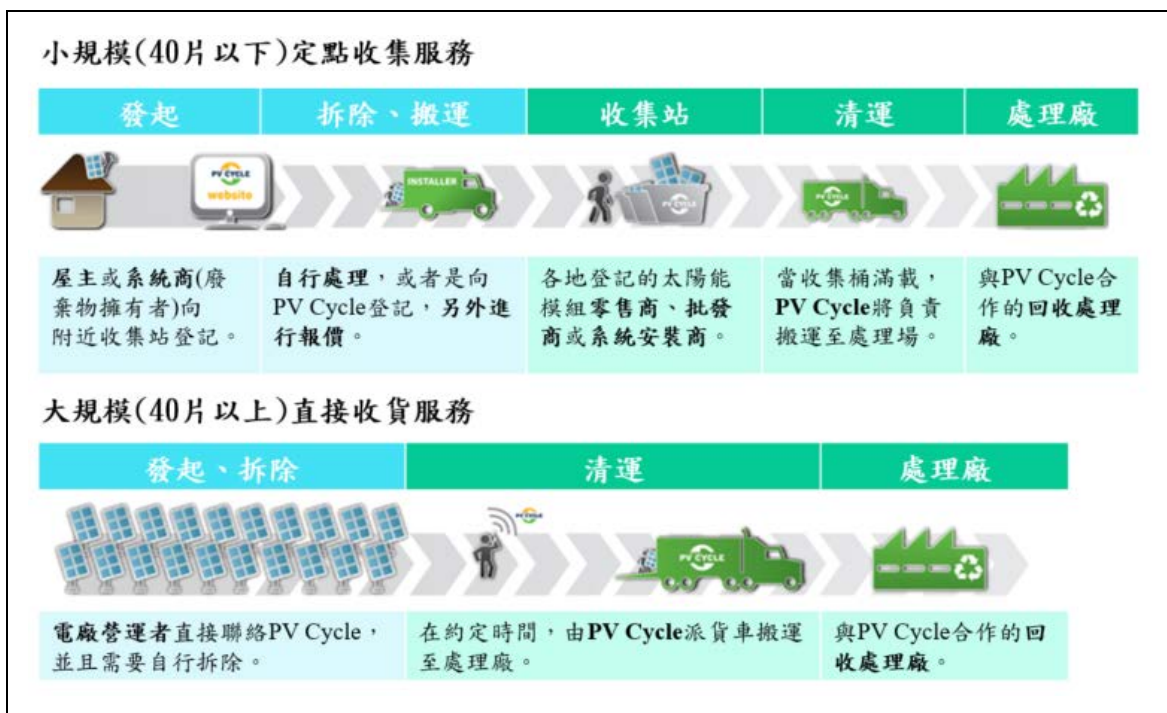 小規模(40片以下)定點收集服務
發起
拆除、搬運
收集站
清運
處理廠
PV CYCLE
website
INSTALLER
PV CYCLE
PV CYCLE
屋主或系統商(廢
棄物擁有者)向
附近收集站登記。
自行處理,或者是向
PV Cycle登記,另外進
行報價。
各地登記的太陽能
模組零售商、批發
商或系統安裝商。
當收集桶滿載,
PV Cycle將負責
搬運至處理場。
與PV Cycle合
作的回收處理
廠。
大規模(40片以上)直接收貨服務
發起、拆除
清運
處理廠
PV CYCLE
PV CYCLE
電廠營運者直接聯絡PV Cycle,
並且需要自行拆除。
在約定時間,由PV Cycle派貨車搬運
至處理廠。
與PV Cycle合作的回
收處理廠。